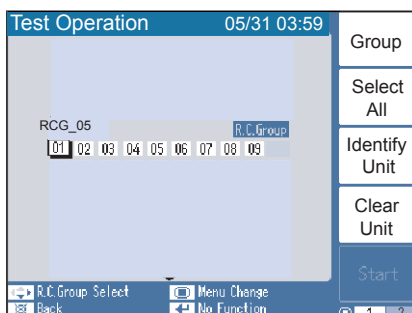 Test Operation 05/31 03:59
Group
Select
All
Identify
Unit
Clear
Unit
Start
RCG_05
R.C.Group
01 02 03 04 05 06 07 08 09
R.C.Group Select Menu Change
Back No Function
1 2